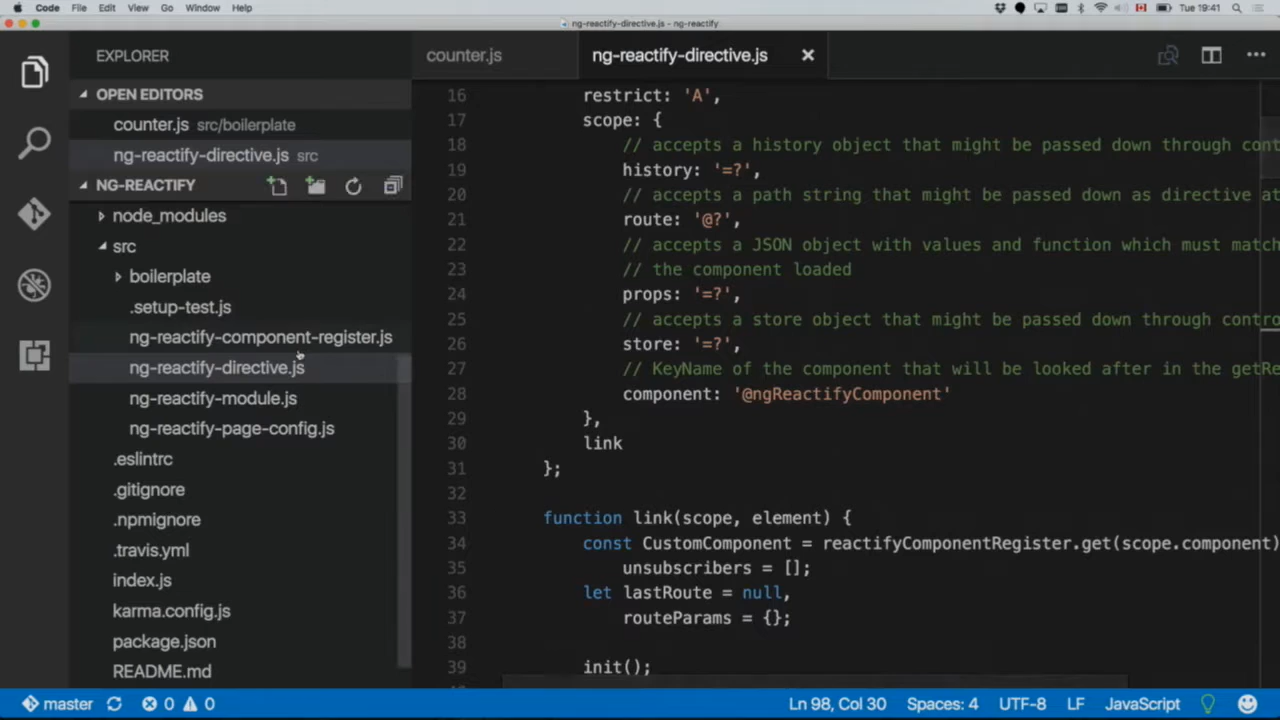 Code File Edit View Go Window Help Tue 19:41
ng-reactify-directive.js - ng-reactify
EXPLORER
OPEN EDITORS
counter.js src/boilerplate
ng-reactify-directive.js src
NG-REACTIFY
node_modules
src
boilerplate
.setup-test.js
ng-reactify-component-register.js
ng-reactify-directive.js
ng-reactify-module.js
ng-reactify-page-config.js
.eslintrc
.gitignore
.npmignore
.travis.yml
index.js
karma.config.js
package.json
README.md
counter.js ng-reactify-directive.js
16 restrict: 'A',
17 scope: {
18 // accepts a history object that might be passed down through cont
19 history: '=?',
20 // accepts a path string that might be passed down as directive at
21 route: '@?',
22 // accepts a JSON object with values and function which must match
23 // the component loaded
24 props: '=?',
25 // accepts a store object that might be passed down through contro
26 store: '=?',
27 // KeyName of the component that will be looked after in the getRe
28 component: '@ngReactifyComponent'
29 },
30 link
31 };
32
33 function link(scope, element) {
34 const CustomComponent = reactifyComponentRegister.get(scope.component)
35 unsubscribers = [];
36 let lastRoute = null,
37 routeParams = {};
38
39 init();
master 0 0 Ln 98, Col 30 Spaces: 4 UTF-8 LF JavaScript